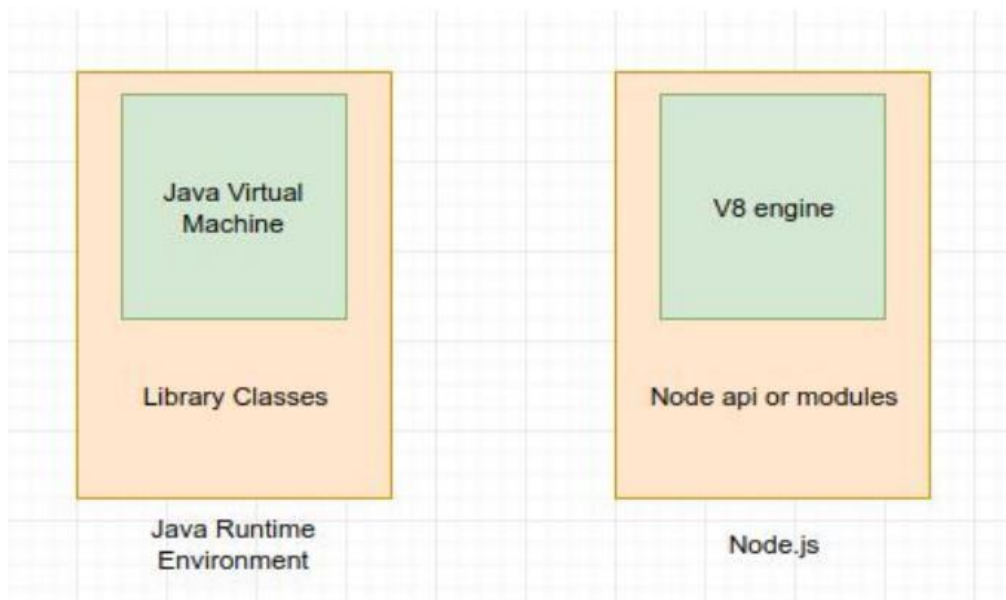 Java Virtual
Machine
Library Classes
Java Runtime
Environment
V8 engine
Node api or modules
Node.js